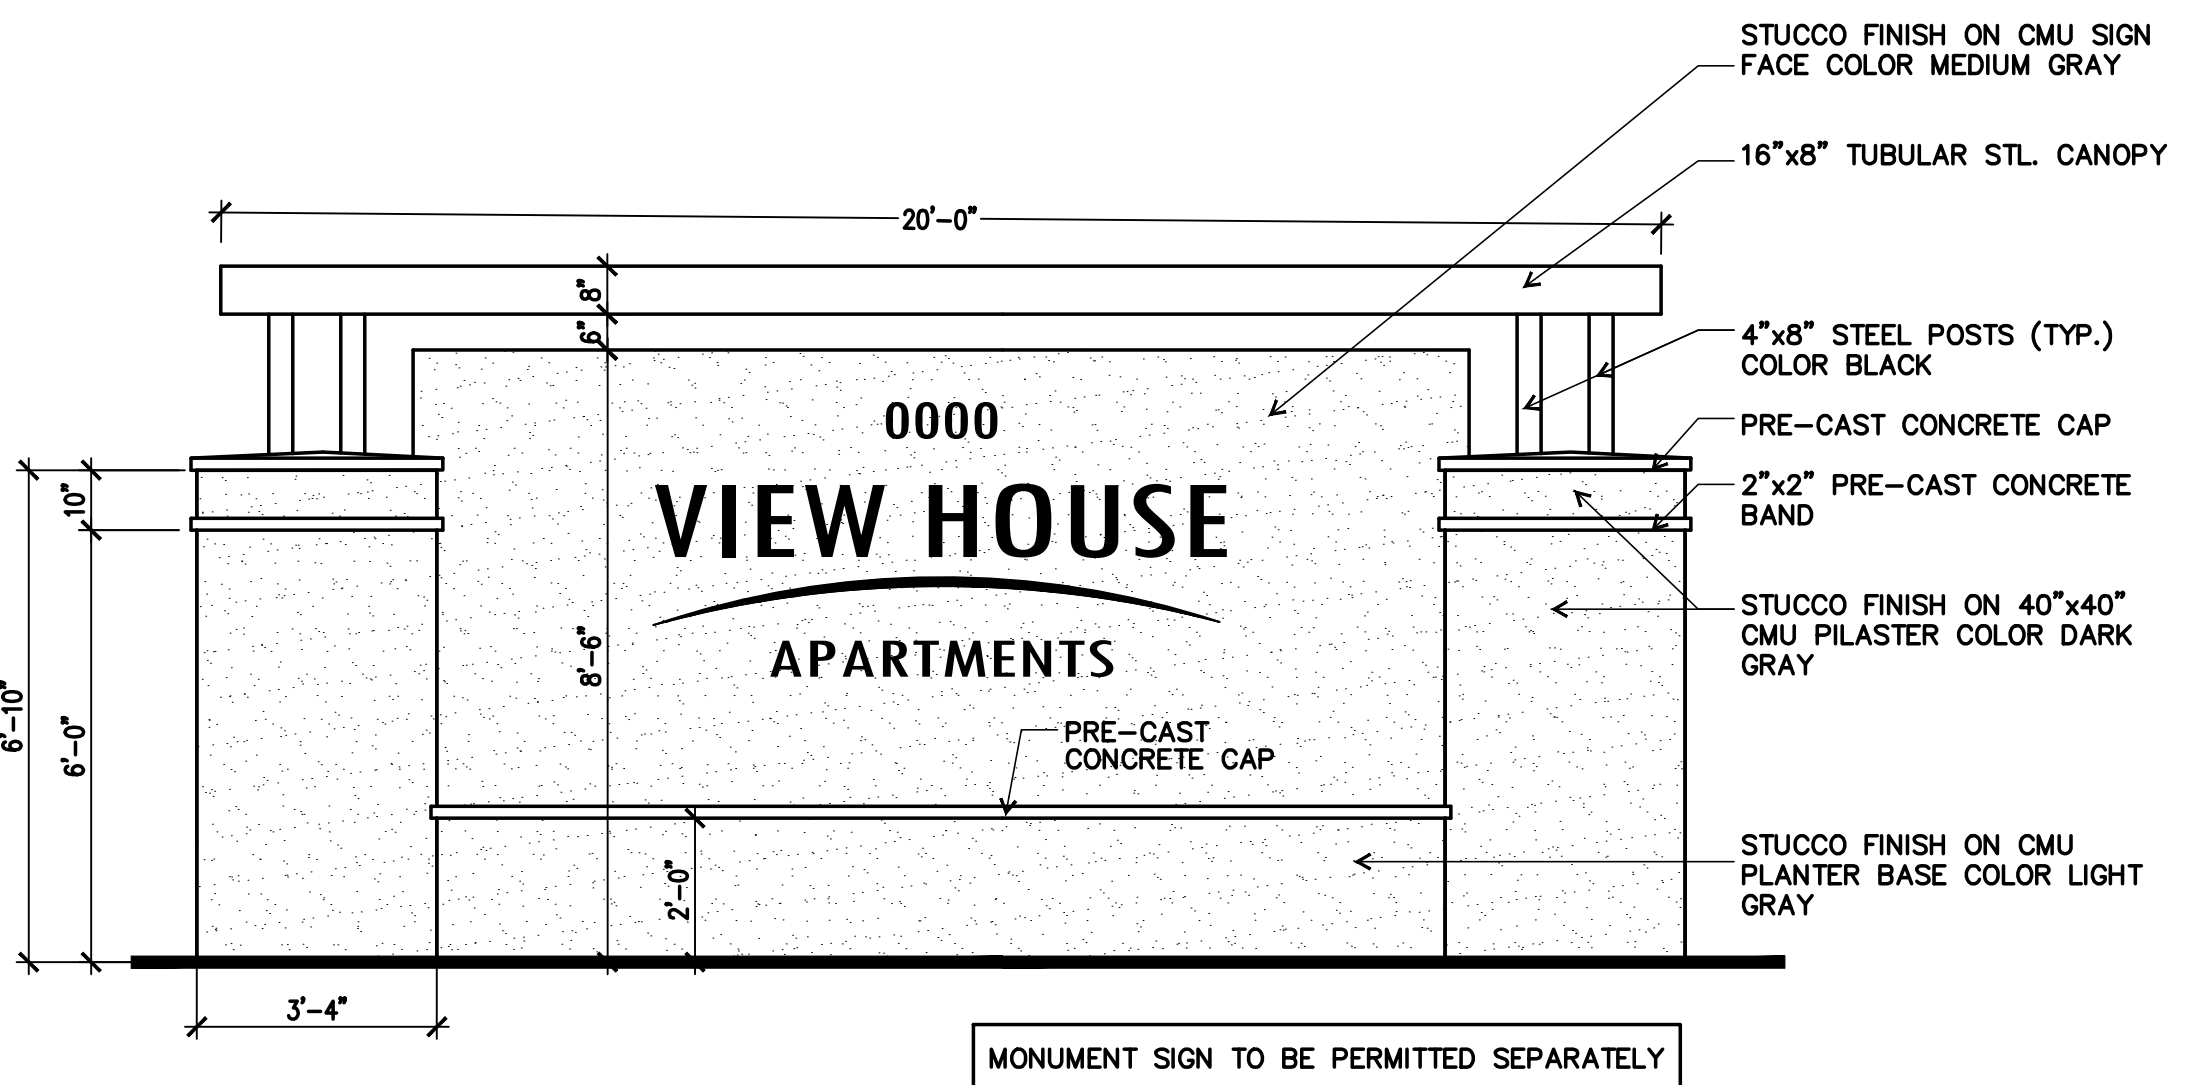 STUCCO FINISH ON CMU SIGN
FACE COLOR MEDIUM GRAY
16”x8” TUBULAR STL. CANOPY
20’-0”
8”
6”
4”x8” STEEL POSTS (TYP.)
COLOR BLACK
0000
PRE-CAST CONCRETE CAP
10”
VIEW HOUSE
2”x2” PRE-CAST CONCRETE
BAND
STUCCO FINISH ON 40”x40”
CMU PILASTER COLOR DARK
GRAY
8’-6”
APARTMENTS
6’-10”
6’-0”
PRE-CAST
CONCRETE CAP
2’-0”
STUCCO FINISH ON CMU
PLANTER BASE COLOR LIGHT
GRAY
3’-4”
MONUMENT SIGN TO BE PERMITTED SEPARATELY